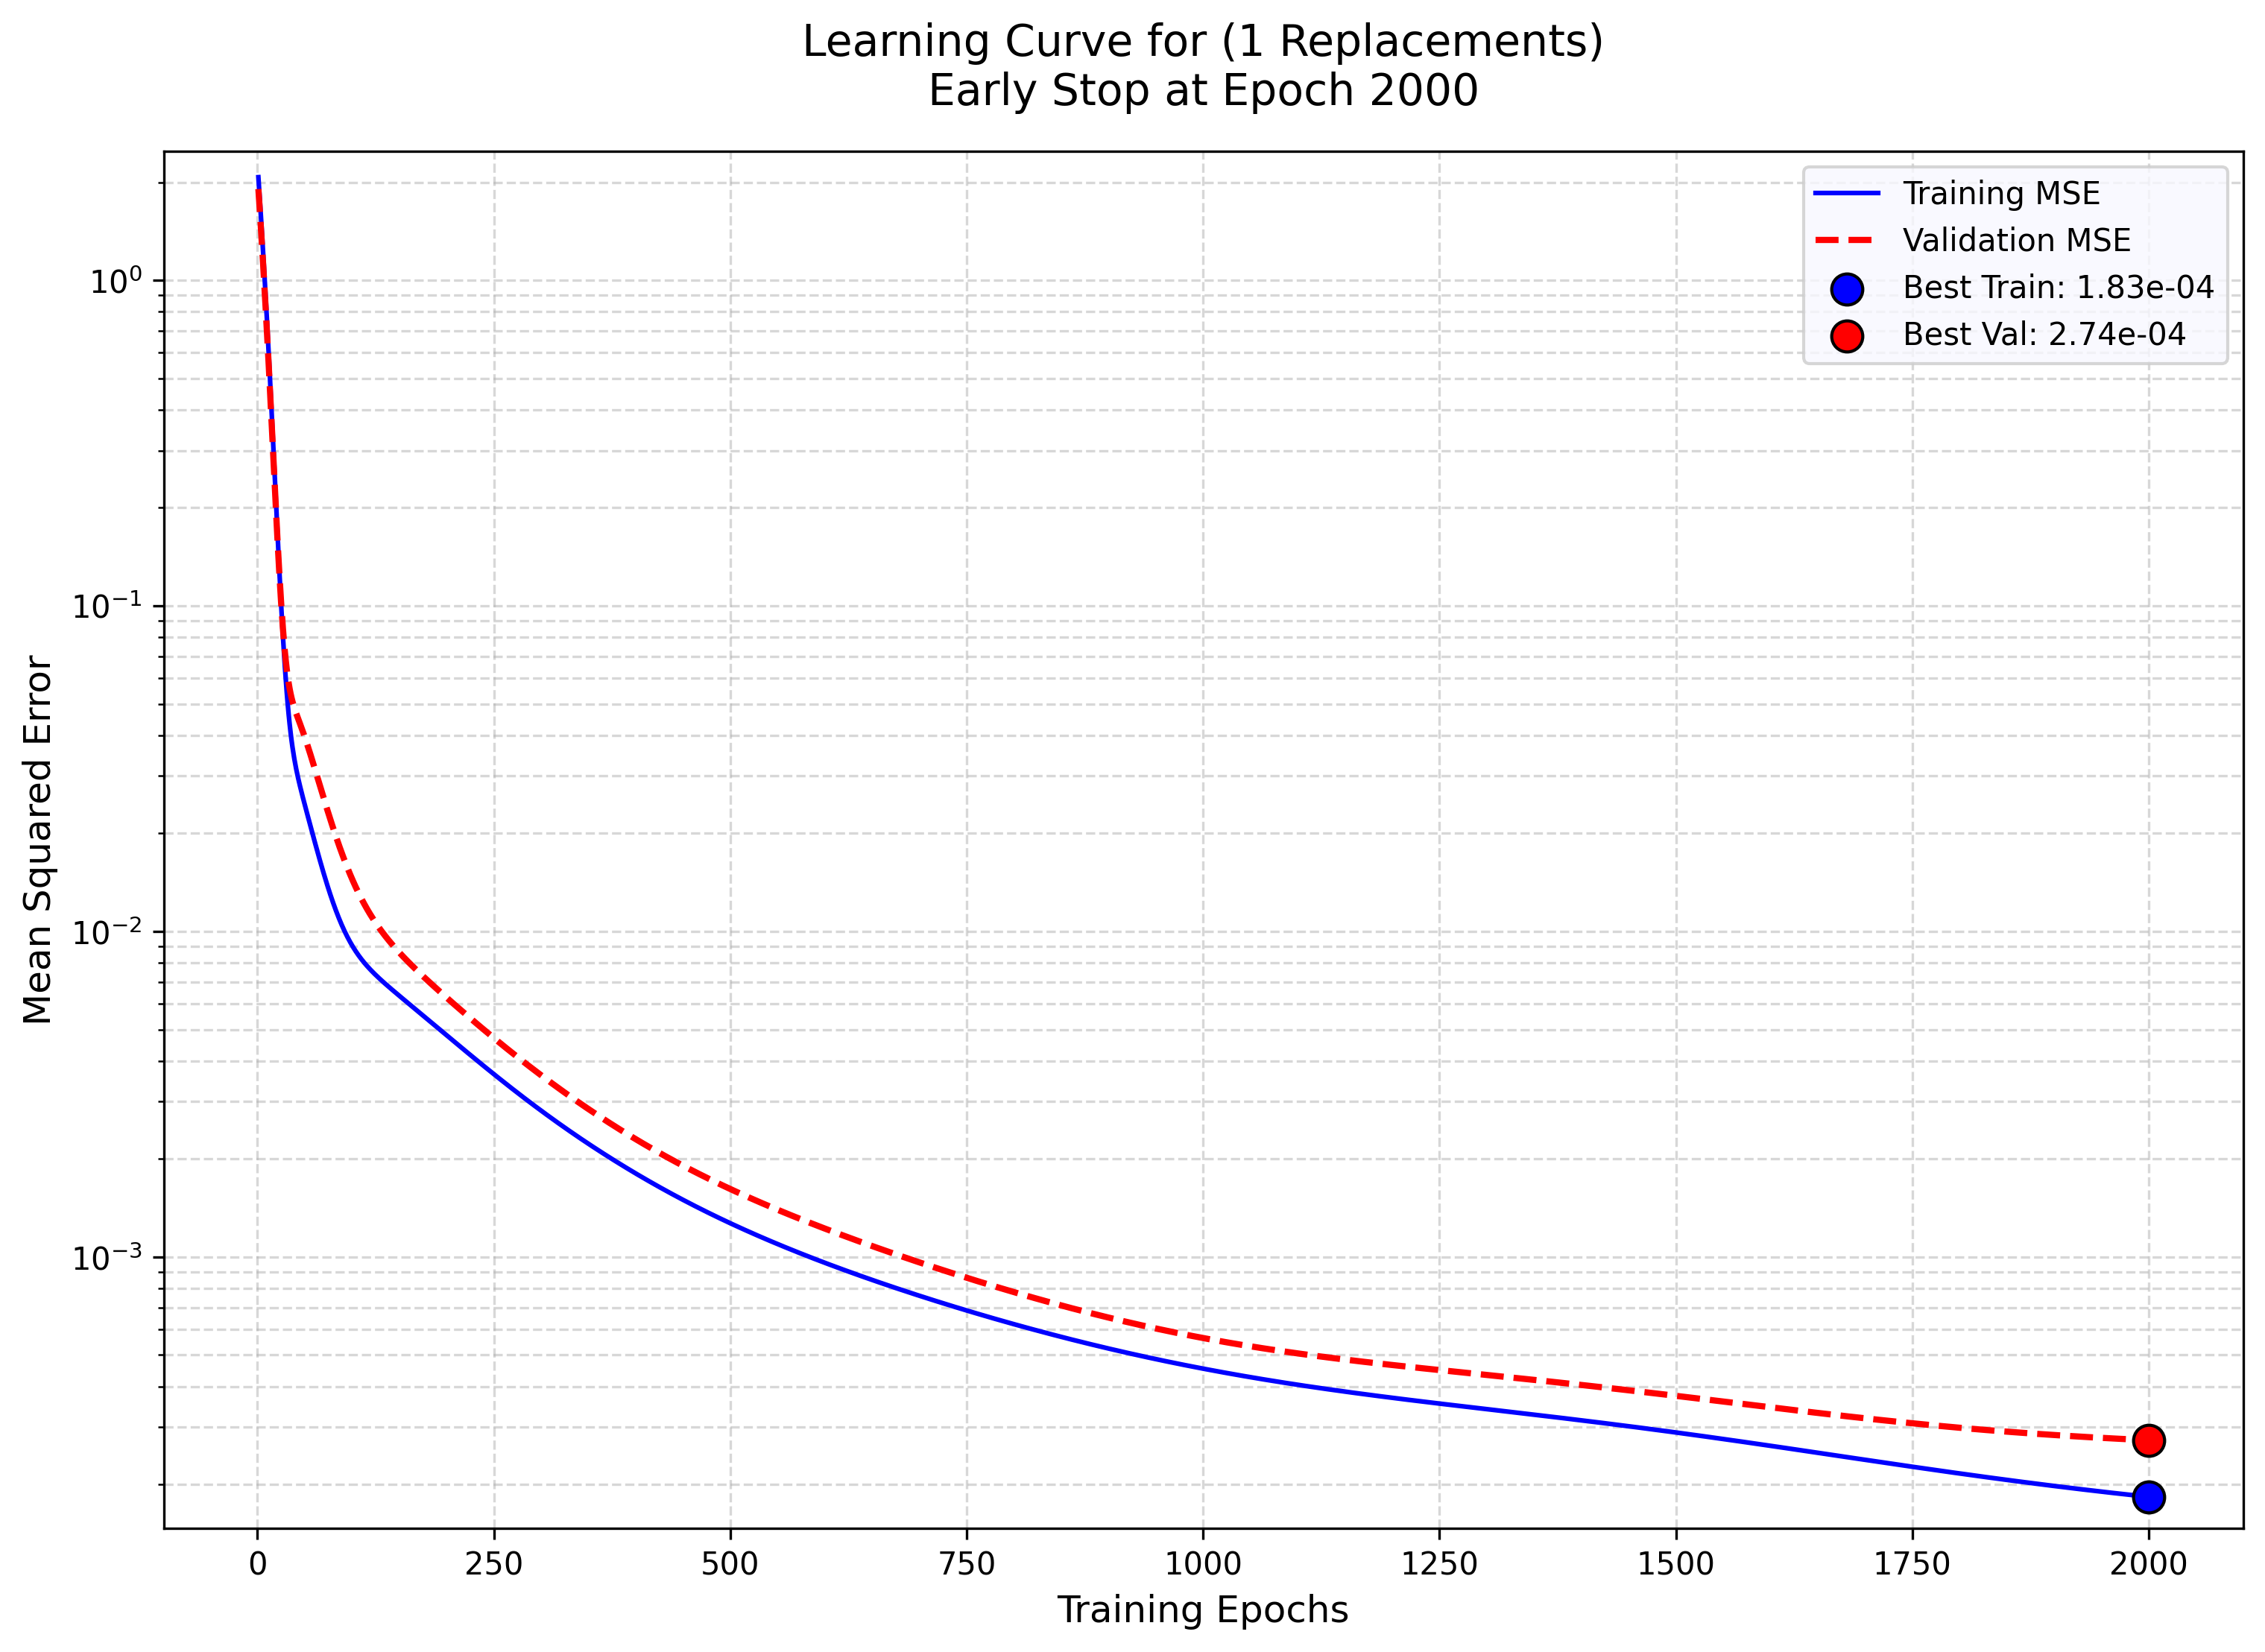 Learning Curve for (1 Replacements)
Early Stop at Epoch 2000
Training MSE
Validation MSE
Best Train: 1.83e-04
Best Val: 2.74e-04
Mean Squared Error
10⁰
10⁻¹
10⁻²
10⁻³
0 250 500 750 1000 1250 1500 1750 2000
Training Epochs